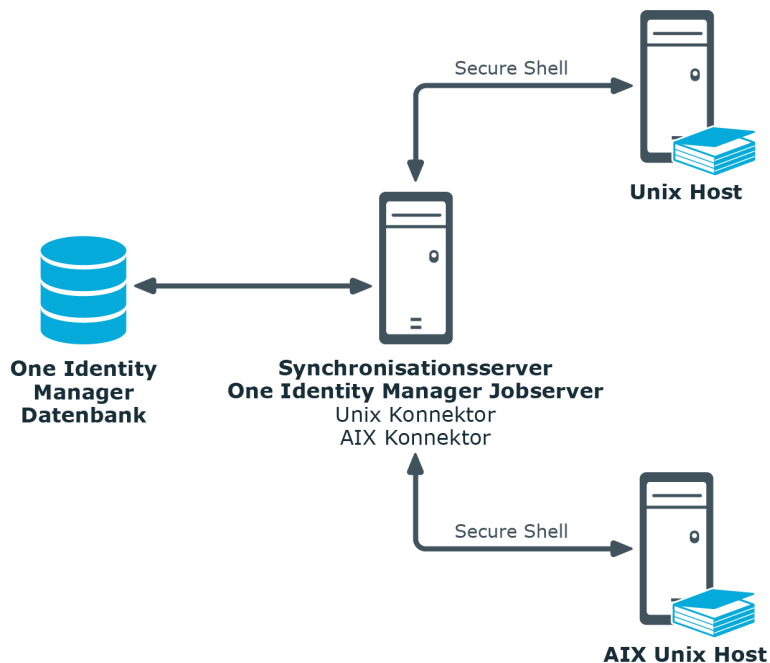 Secure Shell
Unix Host
One Identity
Manager
Datenbank
Synchronisationsserver
One Identity Manager Jobserver
Unix Konnektor
AIX Konnektor
Secure Shell
AIX Unix Host